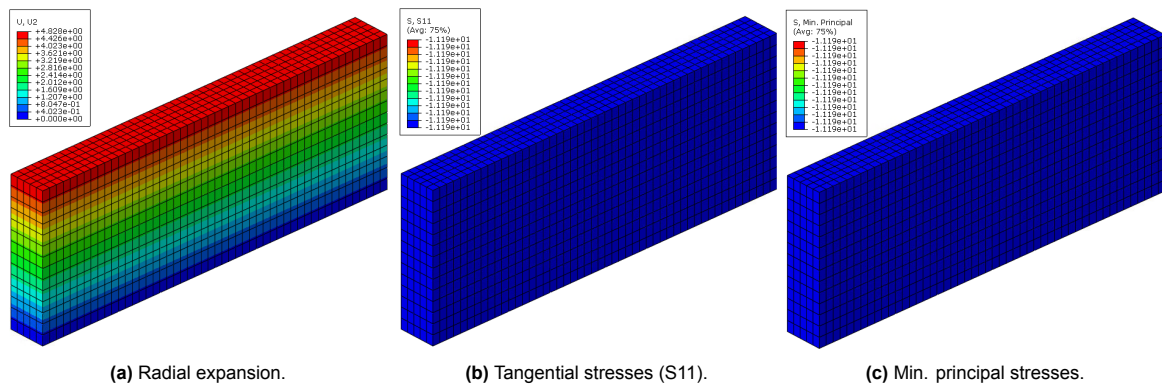 U, U2
+4.828e+00
+4.426e+00
+4.023e+00
+3.621e+00
+3.219e+00
+2.816e+00
+2.414e+00
+2.012e+00
+1.609e+00
+1.207e+00
+8.047e-01
+4.023e-01
+0.000e+00
S, S11
(Avg: 75%)
-1.119e+01
-1.119e+01
-1.119e+01
-1.119e+01
-1.119e+01
-1.119e+01
-1.119e+01
-1.119e+01
-1.119e+01
-1.119e+01
-1.119e+01
-1.119e+01
-1.119e+01
S, Min. Principal
(Avg: 75%)
-1.119e+01
-1.119e+01
-1.119e+01
-1.119e+01
-1.119e+01
-1.119e+01
-1.119e+01
-1.119e+01
-1.119e+01
-1.119e+01
-1.119e+01
-1.119e+01
-1.119e+01
(a) Radial expansion.
(b) Tangential stresses (S11).
(c) Min. principal stresses.